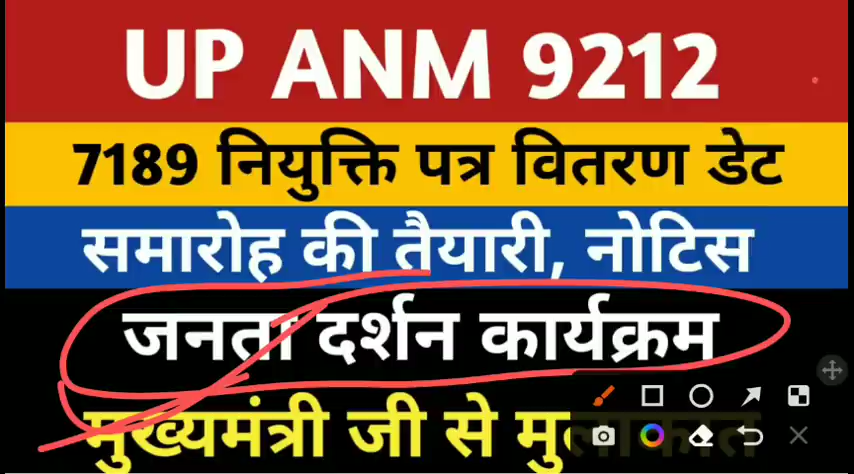 UP ANM 9212
7189 नियुक्ति पत्र वितरण डेट
समारोह की तैयारी, नोटिस
जनता दर्शन कार्यक्रम
मुख्यमंत्री जी से मुलाकात